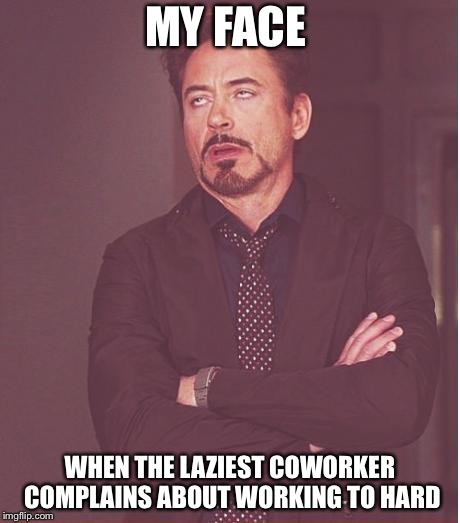 MY FACE
WHEN THE LAZIEST COWORKER
COMPLAINS ABOUT WORKING TO HARD
imgflip.com